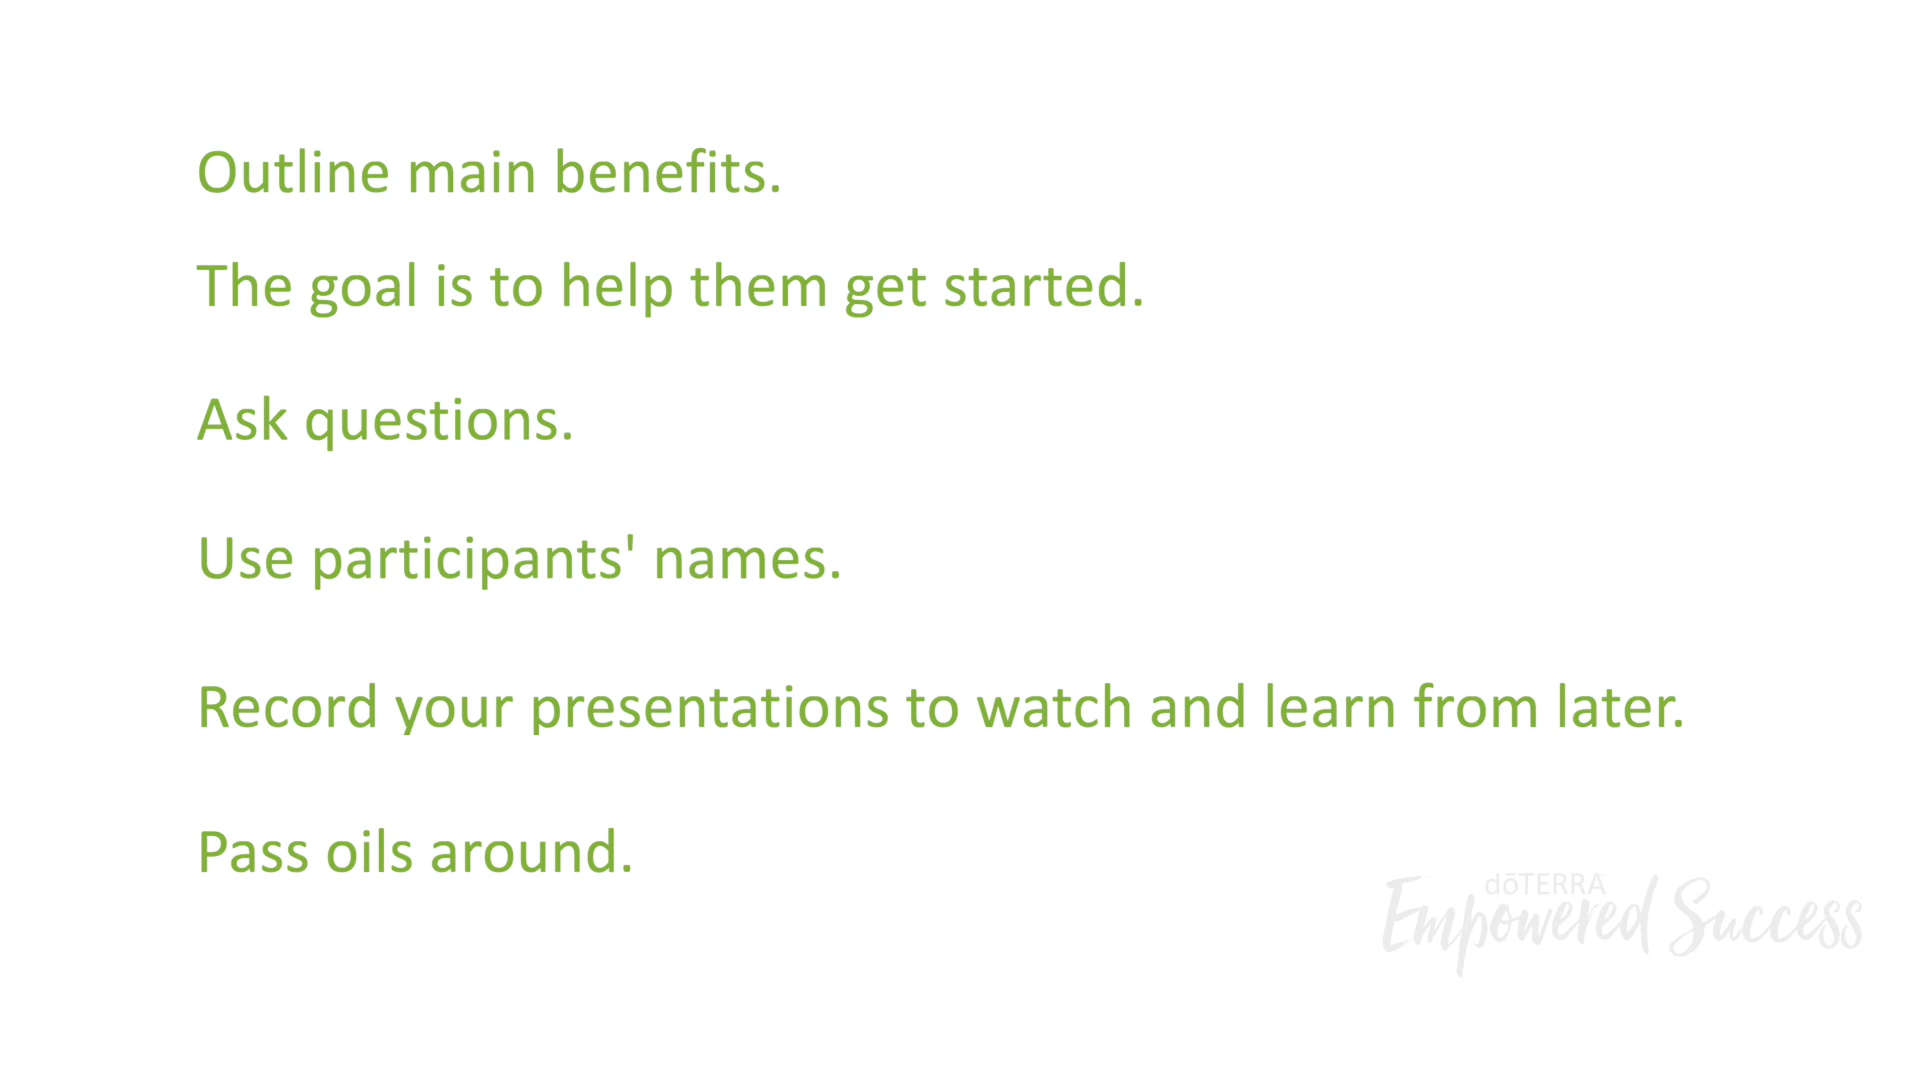 Outline main benefits.
The goal is to help them get started.
Ask questions.
Use participants' names.
Record your presentations to watch and learn from later.
Pass oils around.
dōTERRA
Empowered Success